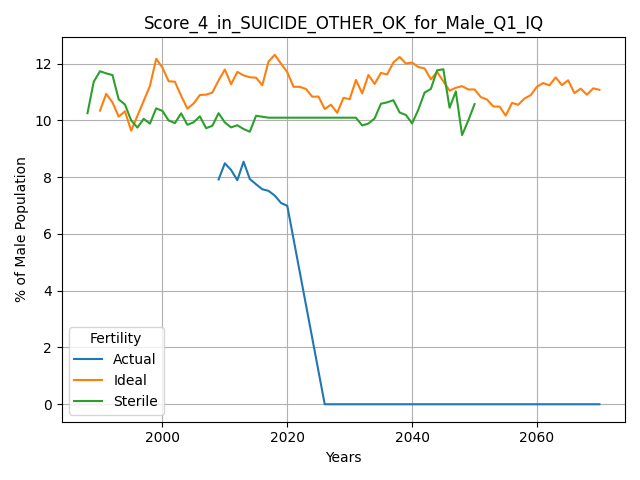 Score_4_in_SUICIDE_OTHER_OK_for_Male_Q1_IQ
% of Male Population
12
10
8
6
4
2
0
Fertility
Actual
Ideal
Sterile
2000
2020
2040
2060
Years